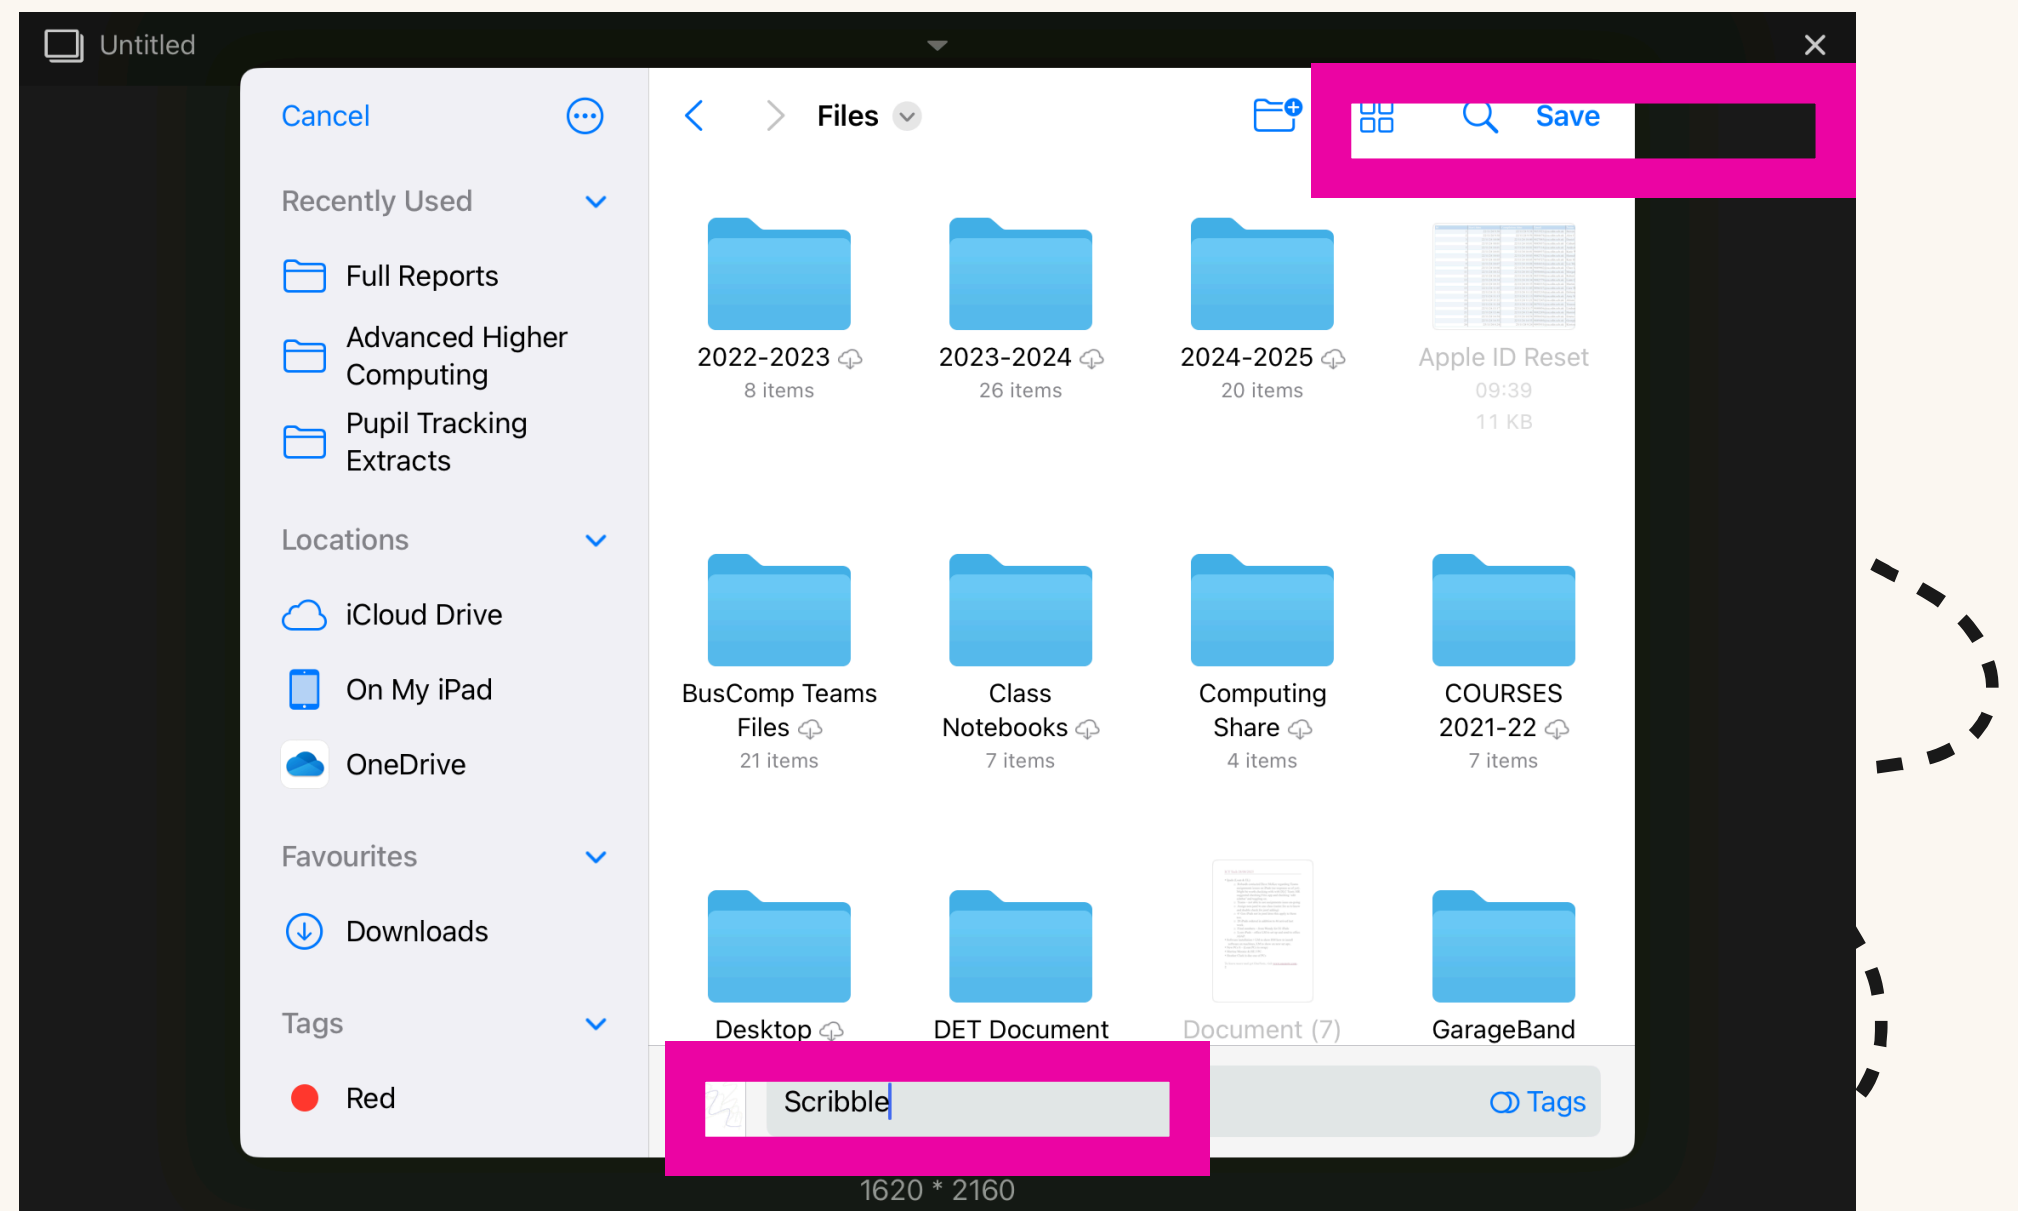 Untitled
Cancel
Files
Save
Recently Used
Full Reports
Advanced Higher
Computing
Pupil Tracking
Extracts
Locations
iCloud Drive
On My iPad
OneDrive
Favourites
Downloads
Tags
Red
2022-2023
8 items
2023-2024
26 items
2024-2025
20 items
Apple ID Reset
09:39
11 KB
BusComp Teams
Files
21 items
Class
Notebooks
7 items
Computing
Share
4 items
COURSES
2021-22
7 items
Desktop
DET Document
Document (7)
GarageBand
Scribble
Tags
1620 * 2160